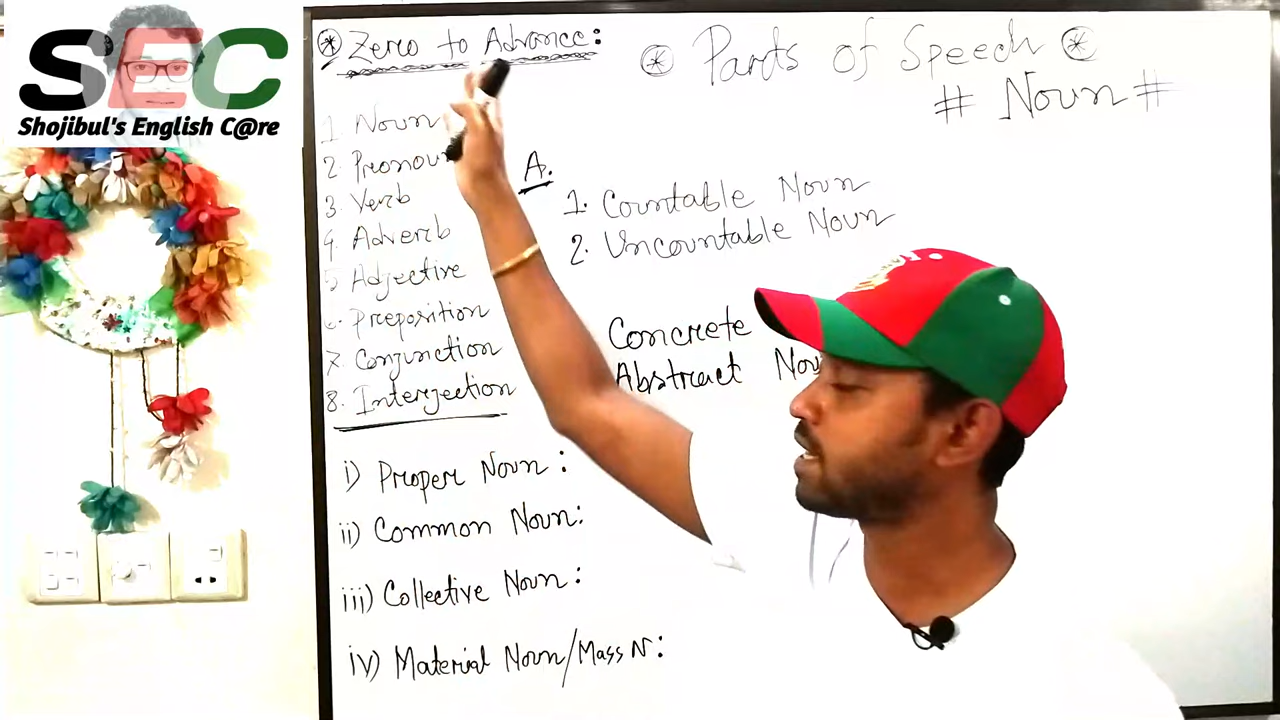 SEC
Shojibul's English C@re
Zero to Advance:
1. Noun
2. Pronoun
3. Verb
4. Adverb
5. Adjective
6. Preposition
7. Conjunction
8. Interjection
Parts of Speech
# Noun #
A.
1. Countable Noun
2. Uncountable Noun
Concrete
Abstract
i) Proper Noun:
ii) Common Noun:
iii) Collective Noun:
iv) Material Noun/Mass N: